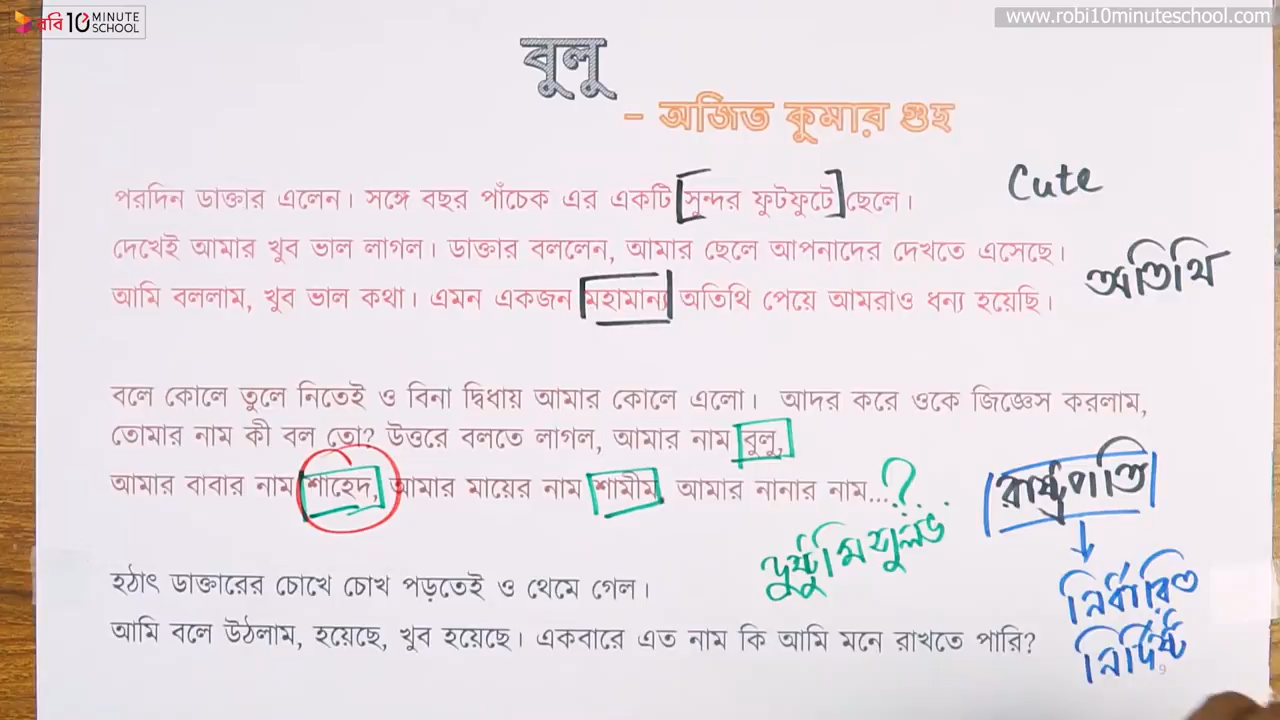 রবি 10 MINUTE SCHOOL
www.robi10minuteschool.com
বুলু
- অজিত কুমার গুহ
পরদিন ডাক্তার এলেন। সঙ্গে বছর পাঁচেক এর একটি [সুন্দর ফুটফুটে] ছেলে।
Cute
দেখেই আমার খুব ভাল লাগল। ডাক্তার বললেন, আমার ছেলে আপনাদের দেখতে এসেছে।
অতিথি
আমি বললাম, খুব ভাল কথা। এমন একজন মহামান্য অতিথি পেয়ে আমরাও ধন্য হয়েছি।
বলে কোলে তুলে নিতেই ও বিনা দ্বিধায় আমার কোলে এলো। আদর করে ওকে জিজ্ঞেস করলাম,
তোমার নাম কী বল তো? উত্তরে বলতে লাগল, আমার নাম বুলু,
আমার বাবার নাম শাহেদ, আমার মায়ের নাম শামীম, আমার নানার নাম...?...
রাষ্ট্রপতি
দুষ্টুমিসুলভ
হঠাৎ ডাক্তারের চোখে চোখ পড়তেই ও থেমে গেল।
নির্ধারিত
আমি বলে উঠলাম, হয়েছে, খুব হয়েছে। একবারে এত নাম কি আমি মনে রাখতে পারি?
নির্দিষ্ট
9